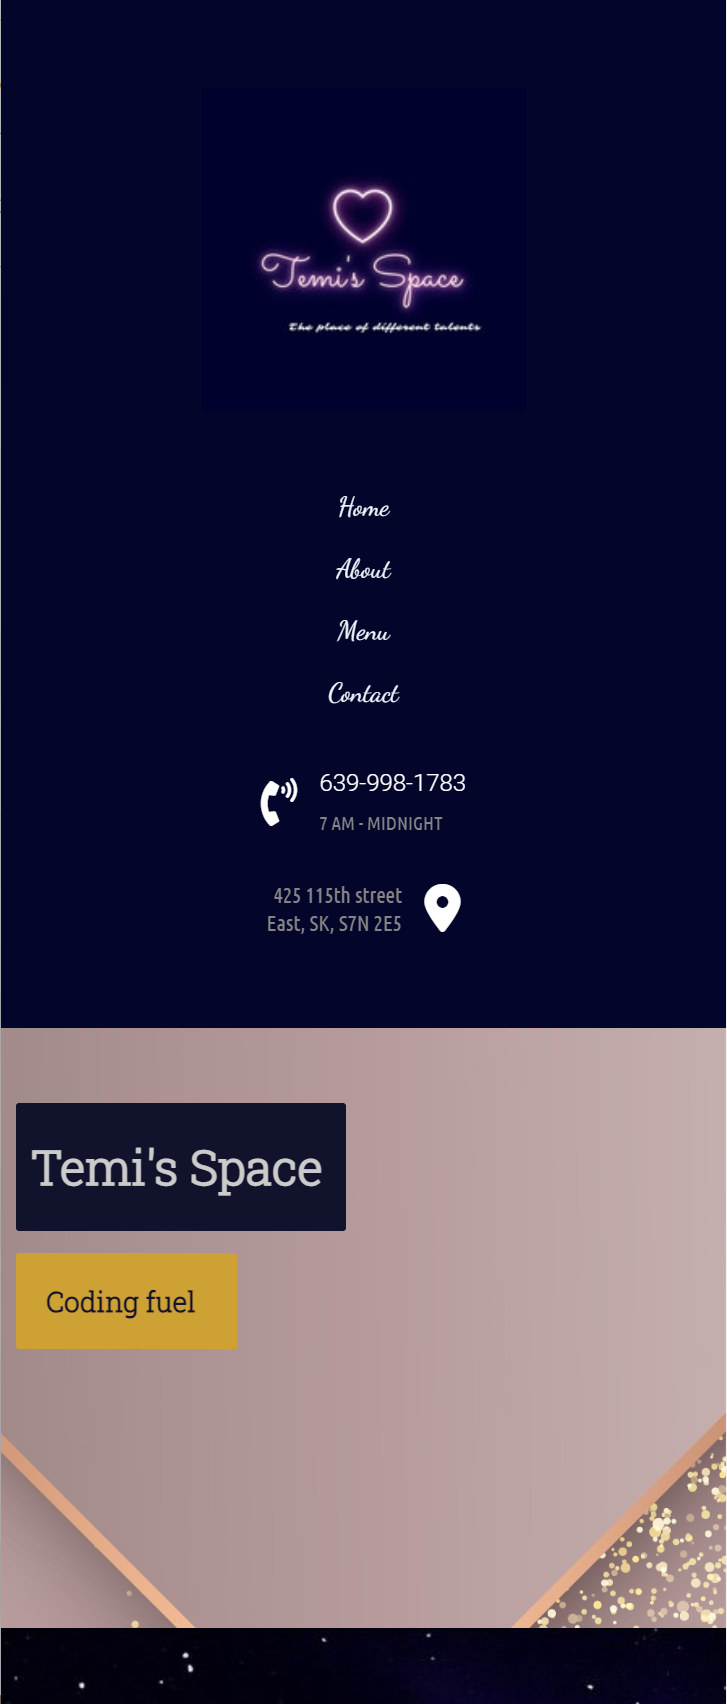 Temi's Space
The place of different talents
Home
About
Menu
Contact
639-998-1783
7 AM - MIDNIGHT
425 115th street
East, SK, S7N 2E5
Temi's Space
Coding fuel